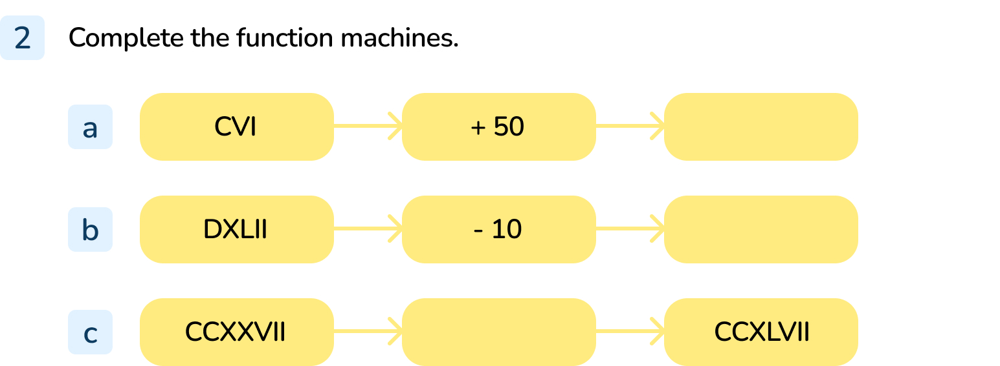 2 Complete the function machines.
a CVI + 50
b DXLII - 10
c CCXXVII CCXLVII